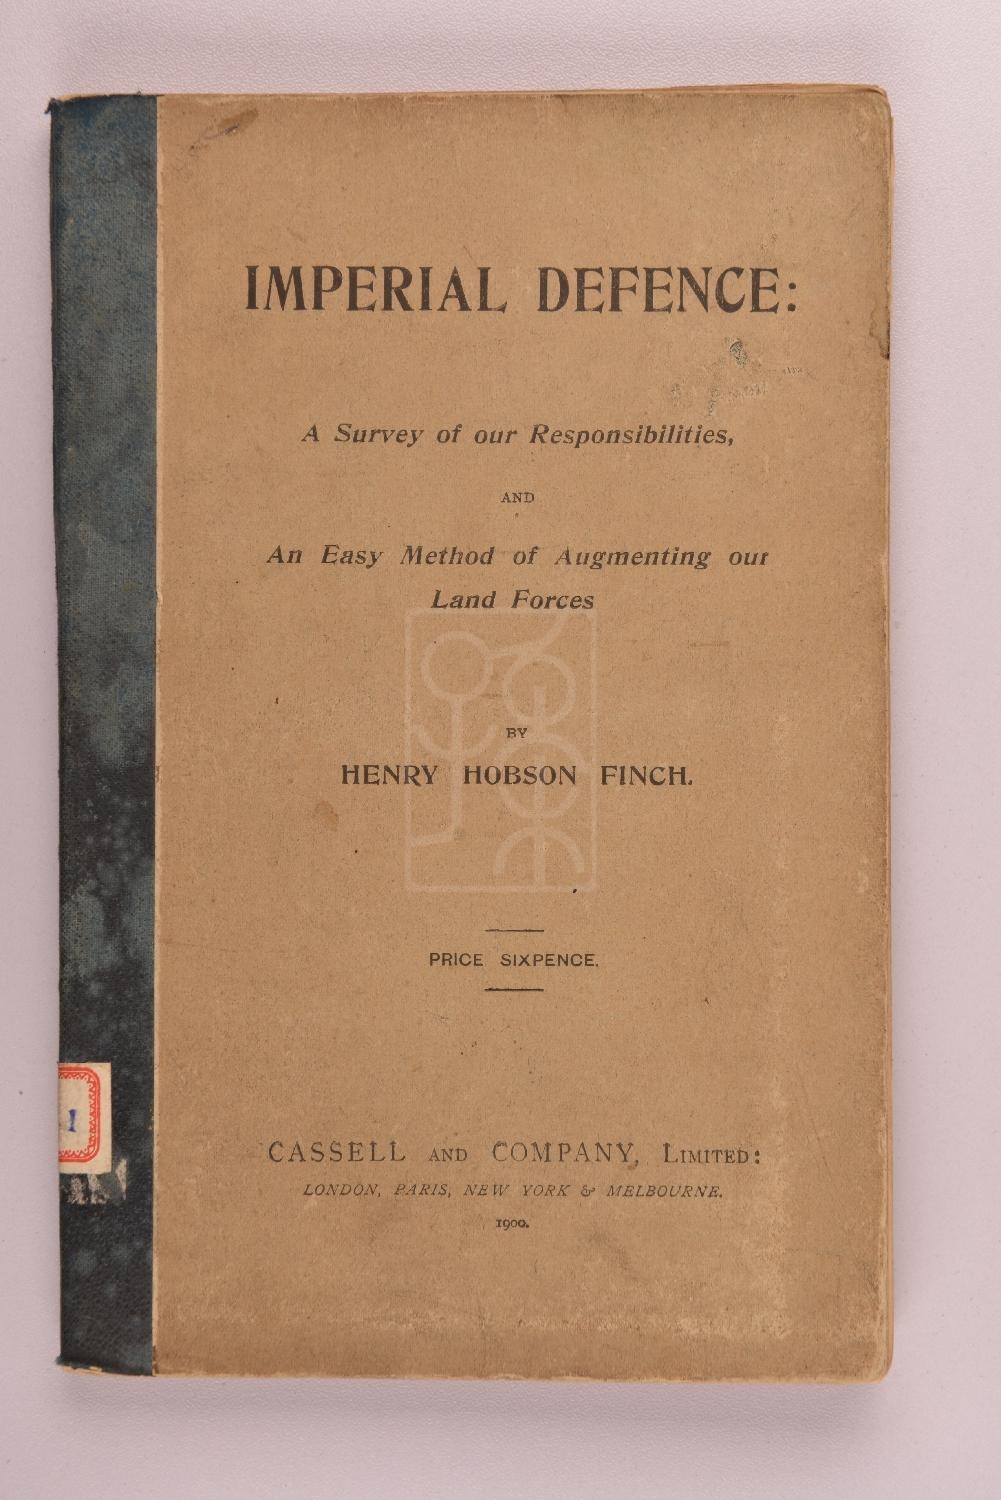 IMPERIAL DEFENCE:
A Survey of our Responsibilities,
AND
An Easy Method of Augmenting our
Land Forces
BY
HENRY HOBSON FINCH.
PRICE SIXPENCE.
CASSELL AND COMPANY, LIMITED:
LONDON, PARIS, NEW YORK & MELBOURNE.
1900.
1